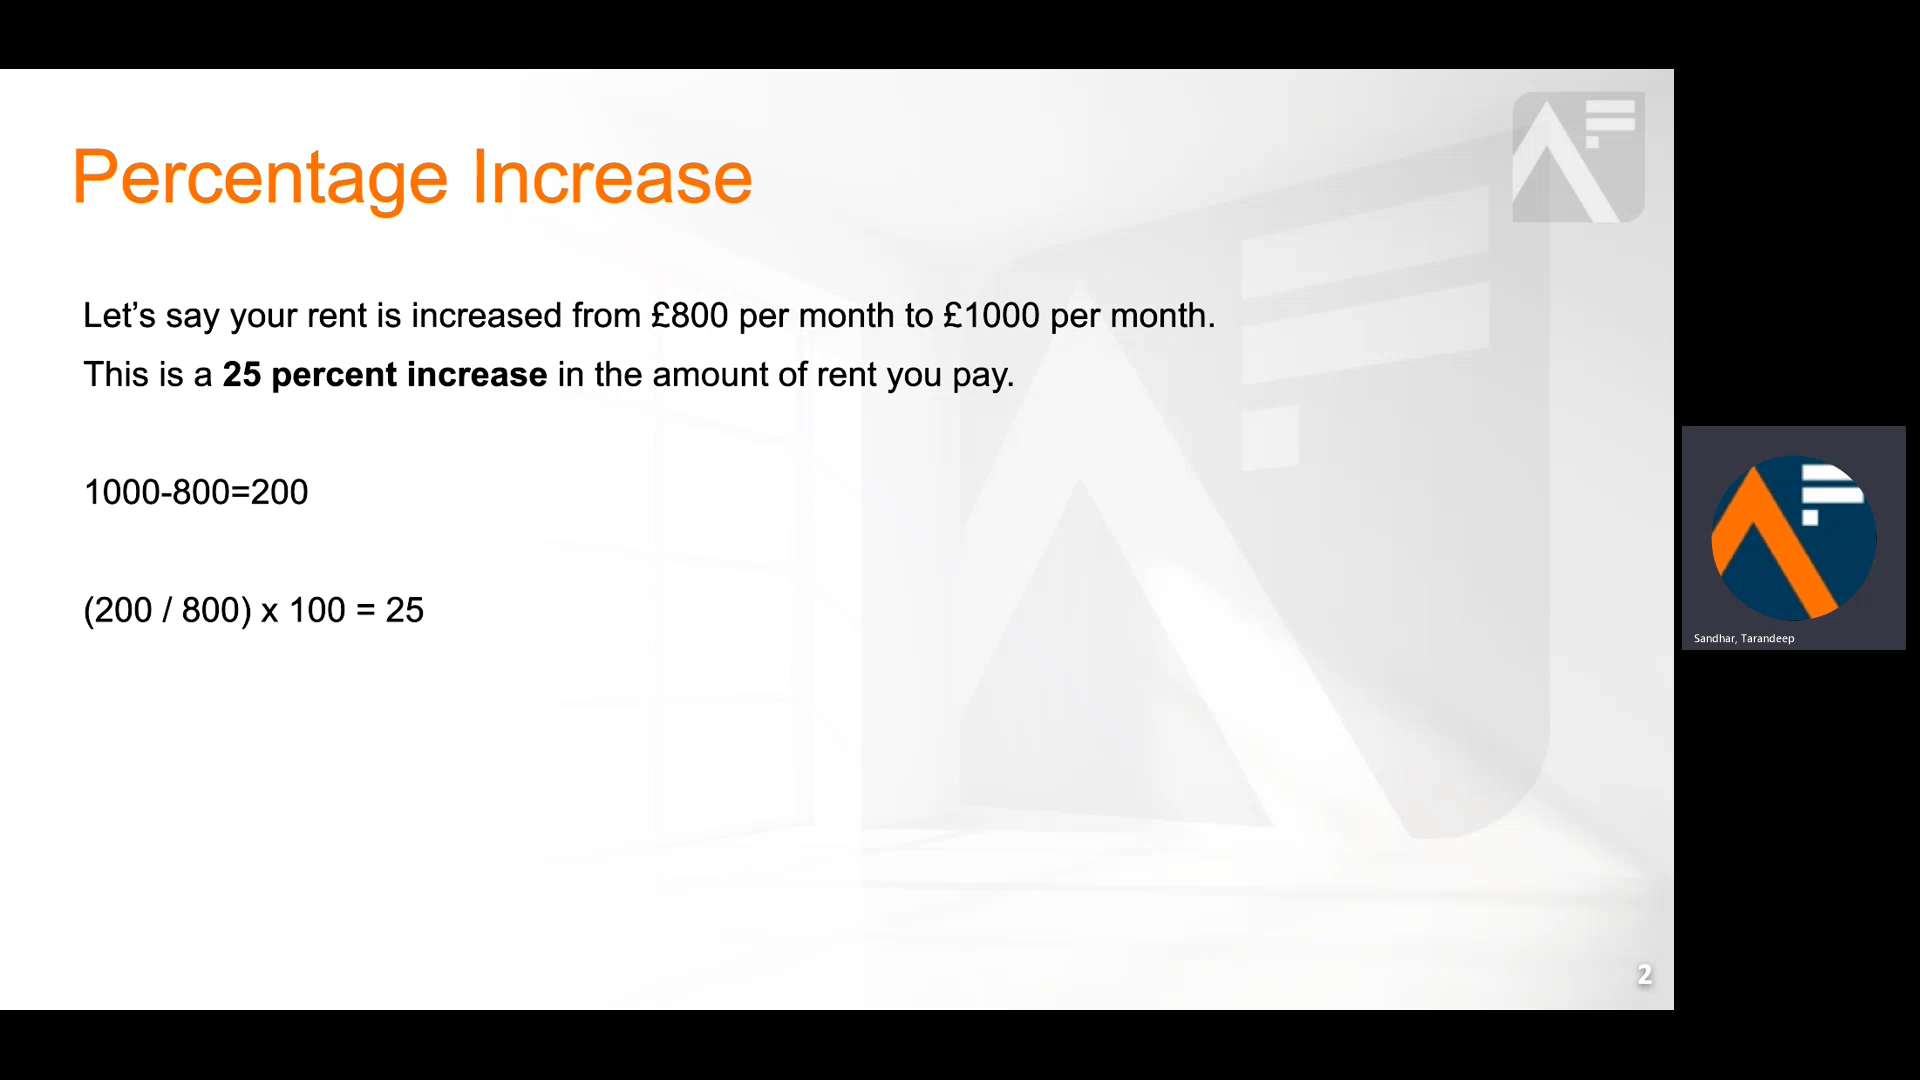 Percentage Increase
Let’s say your rent is increased from £800 per month to £1000 per month.
This is a 25 percent increase in the amount of rent you pay.
1000-800=200
(200 / 800) x 100 = 25
2
Sandhar, Tarandeep